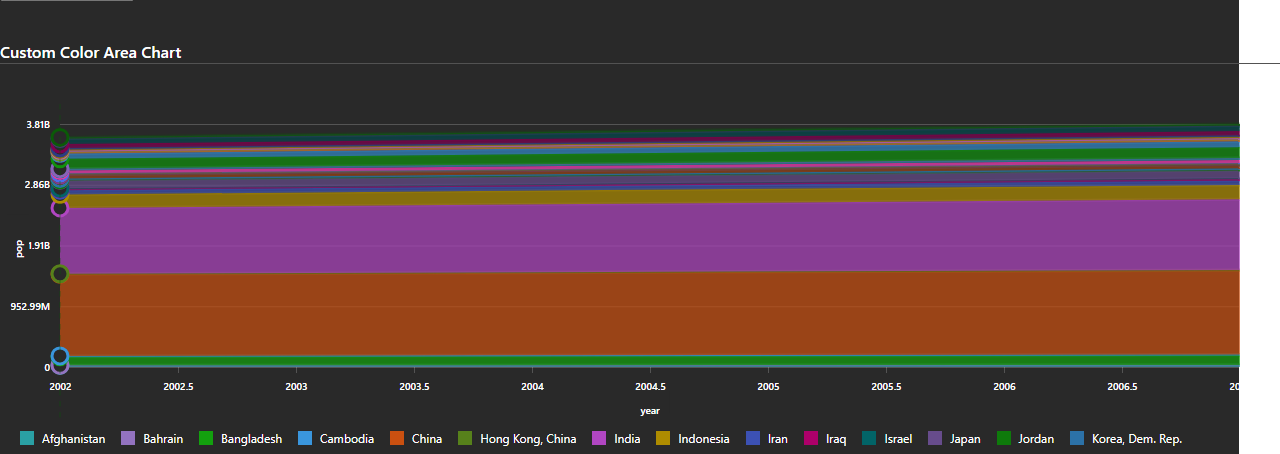 Custom Color Area Chart
3.81B
2.86B
1.91B
952.99M
0
pop
2002 2002.5 2003 2003.5 2004 2004.5 2005 2005.5 2006 2006.5 20
year
Afghanistan Bahrain Bangladesh Cambodia China Hong Kong, China India Indonesia Iran Iraq Israel Japan Jordan Korea, Dem. Rep.